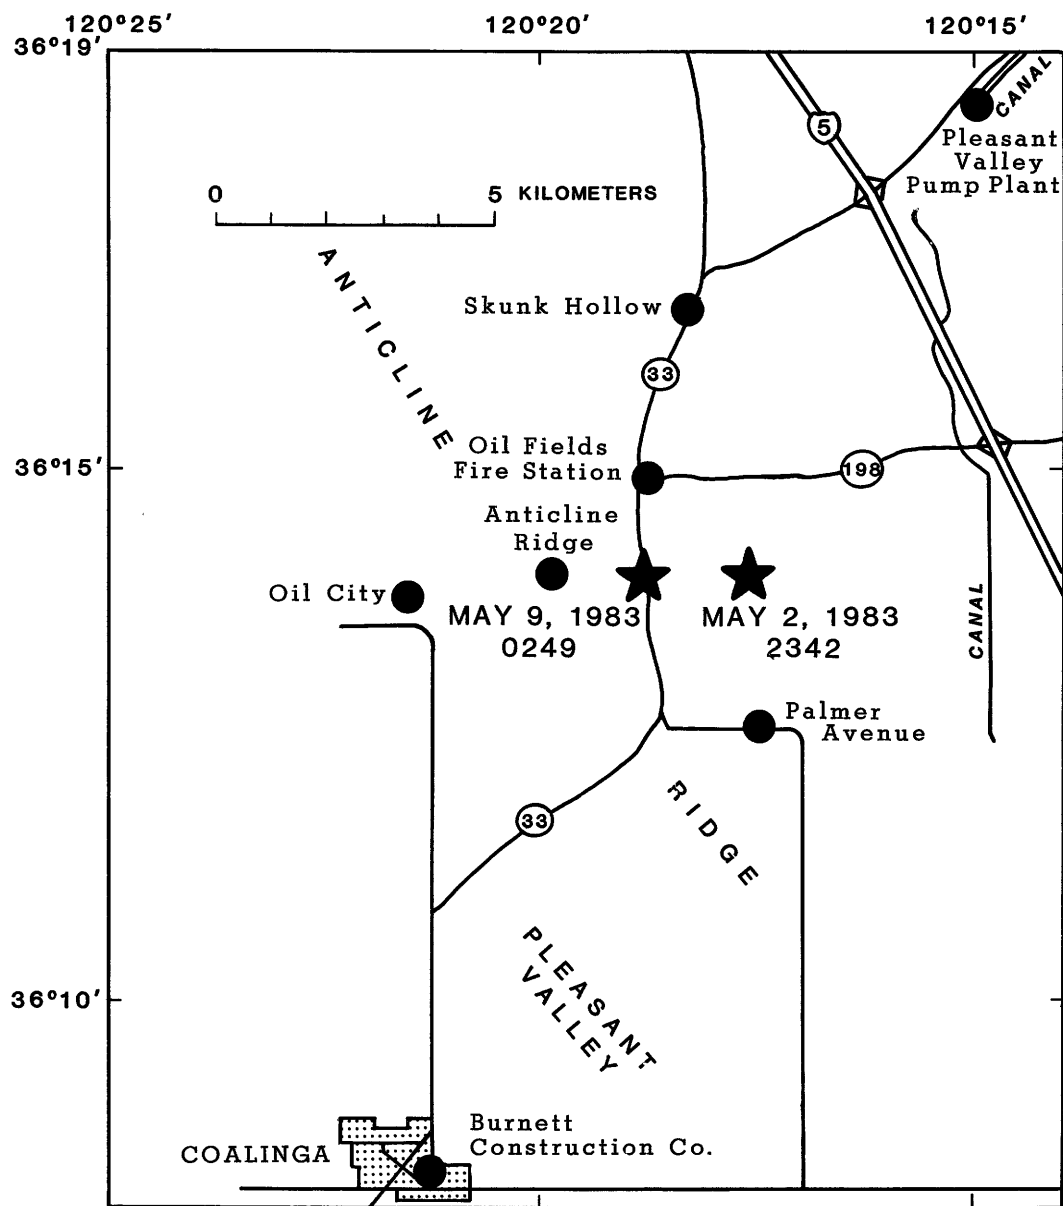 120°25′
120°20′
120°15′
36°19′
CANAL
5
Pleasant
Valley
Pump Plant
0
5 KILOMETERS
ANTICLINE
Skunk Hollow
33
Oil Fields
Fire Station
36°15′
198
Anticline
Ridge
Oil City
MAY 9, 1983
0249
MAY 2, 1983
2342
CANAL
Palmer
Avenue
RIDGE
33
PLEASANT
VALLEY
36°10′
Burnett
Construction Co.
COALINGA